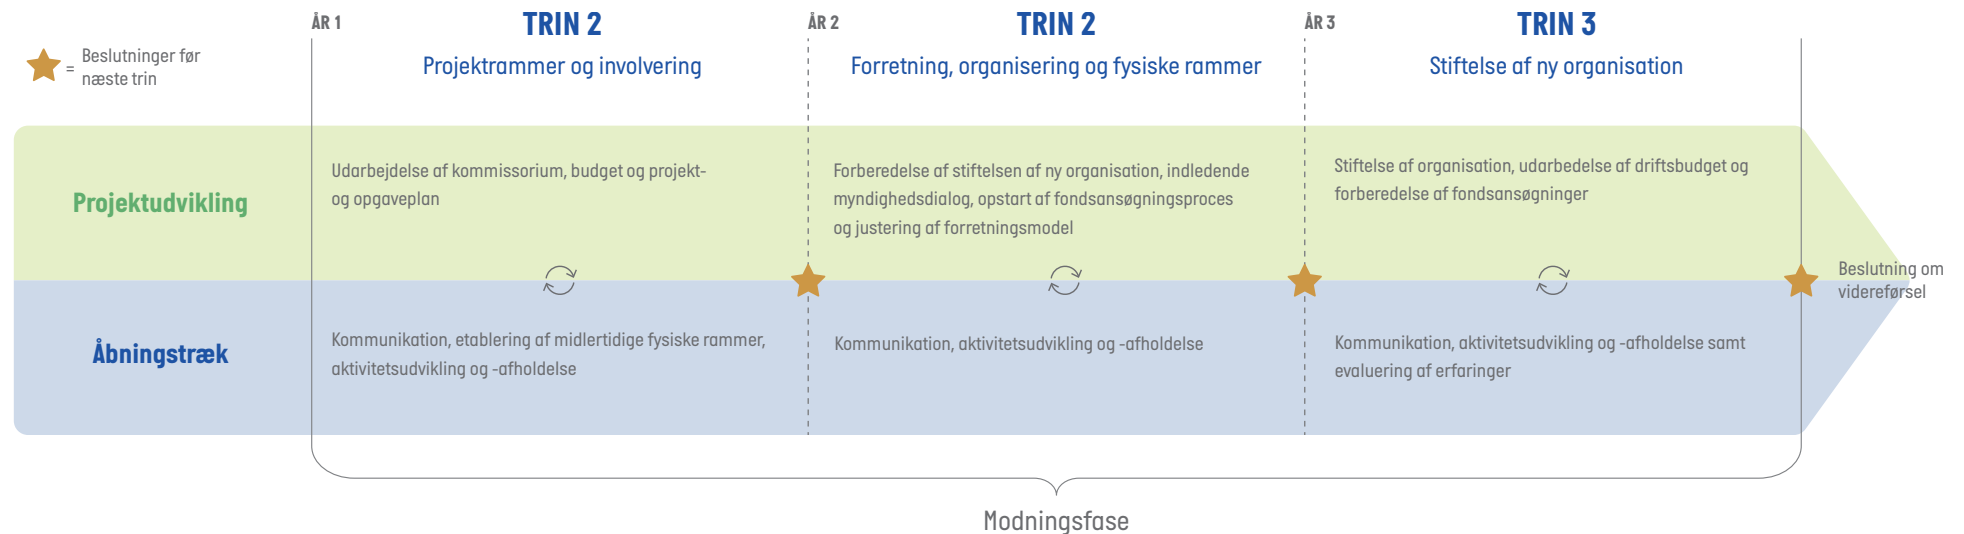 ÅR 1
TRIN 2
ÅR 2
TRIN 2
ÅR 3
TRIN 3
= Beslutninger før
næste trin
Projektrammer og involvering
Forretning, organisering og fysiske rammer
Stiftelse af ny organisation
Projektudvikling
Udarbejdelse af kommissorium, budget og projekt-
og opgaveplan
Forberedelse af stiftelsen af ny organisation, indledende
myndighedsdialog, opstart af fondsansøgningsproces
og justering af forretningsmodel
Stiftelse af organisation, udarbedelse af driftsbudget og
forberedelse af fondsansøgninger
Beslutning om
videreførsel
Åbningstræk
Kommunikation, etablering af midlertidige fysiske rammer,
aktivitetsudvikling og -afholdelse
Kommunikation, aktivitetsudvikling og -afholdelse
Kommunikation, aktivitetsudvikling og -afholdelse samt
evaluering af erfaringer
Modningsfase